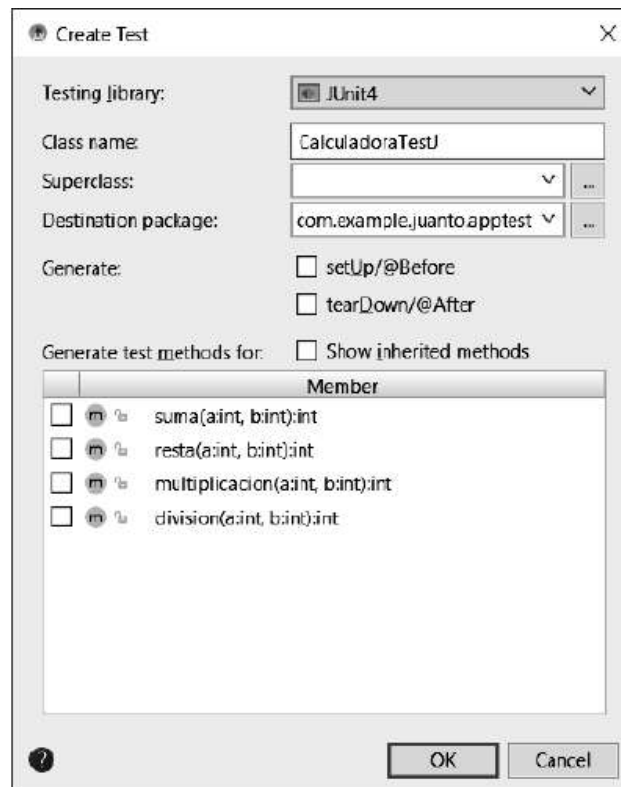 Create Test
Testing library: JUnit4
Class name: CalculadoraTestJ
Superclass: ...
Destination package: com.example.juanto.apptest ...
Generate: setUp/@Before
tearDown/@After
Generate test methods for: Show inherited methods
Member
m suma(a:int, b:int):int
m resta(a:int, b:int):int
m multiplicacion(a:int, b:int):int
m division(a:int, b:int):int
? OK Cancel